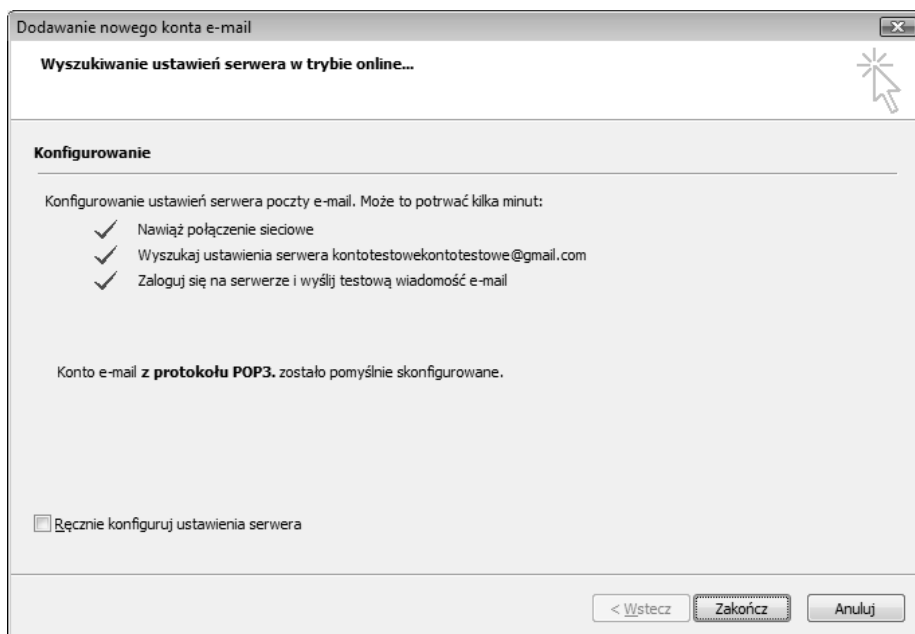 Dodawanie nowego konta e-mail
Wyszukiwanie ustawień serwera w trybie online...
Konfigurowanie
Konfigurowanie ustawień serwera poczty e-mail. Może to potrwać kilka minut:
Nawiąż połączenie sieciowe
Wyszukaj ustawienia serwera kontotestowekontotestowe@gmail.com
Zaloguj się na serwerze i wyślij testową wiadomość e-mail
Konto e-mail z protokołu POP3. zostało pomyślnie skonfigurowane.
Ręcznie konfiguruj ustawienia serwera
< Wstecz Zakończ Anuluj